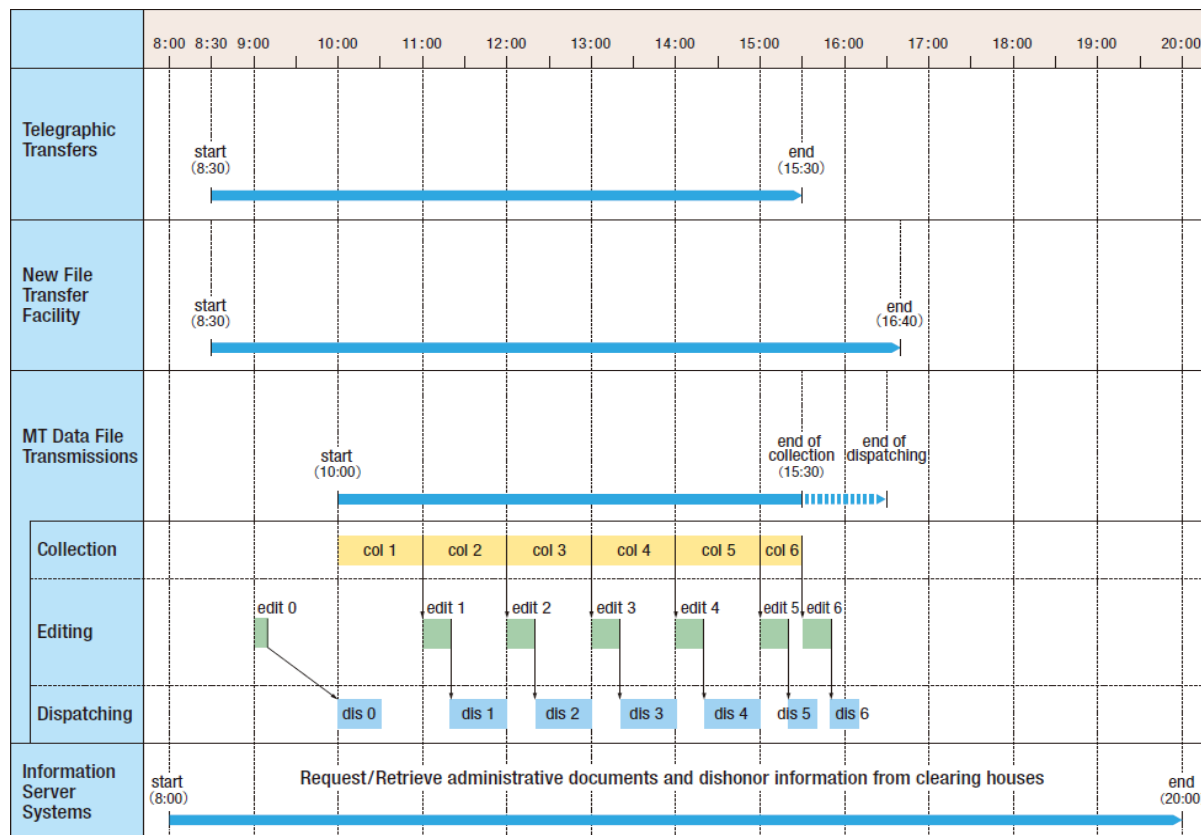 8:00 8:30 9:00 10:00 11:00 12:00 13:00 14:00 15:00 16:00 17:00 18:00 19:00 20:00
Telegraphic
Transfers
start
(8:30)
end
(15:30)
New File
Transfer
Facility
start
(8:30)
end
(16:40)
MT Data File
Transmissions
start
(10:00)
end of
collection
(15:30)
end of
dispatching
Collection
col 1 col 2 col 3 col 4 col 5 col 6
Editing
edit 0 edit 1 edit 2 edit 3 edit 4 edit 5 edit 6
Dispatching
dis 0 dis 1 dis 2 dis 3 dis 4 dis 5 dis 6
Information
Server
Systems
start
(8:00)
Request/Retrieve administrative documents and dishonor information from clearing houses
end
(20:00